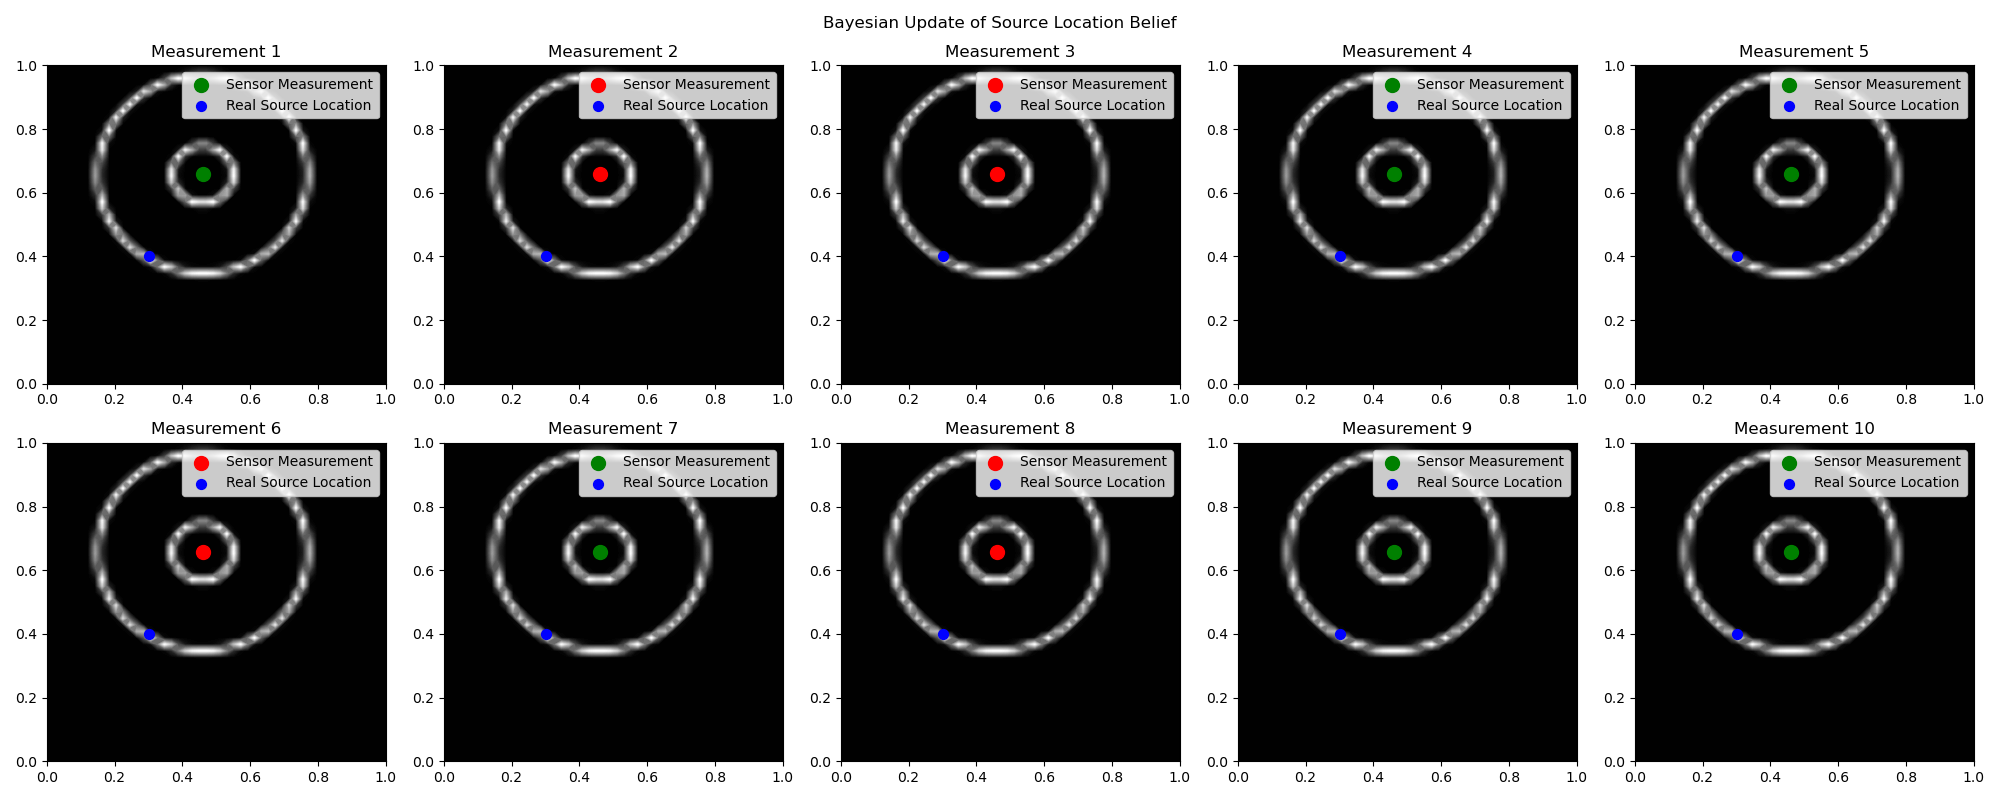 Bayesian Update of Source Location Belief
Measurement 1
Measurement 2
Measurement 3
Measurement 4
Measurement 5
1.0
0.8
0.6
0.4
0.2
0.0
0.0 0.2 0.4 0.6 0.8 1.0
Sensor Measurement
Real Source Location
1.0
0.8
0.6
0.4
0.2
0.0
0.0 0.2 0.4 0.6 0.8 1.0
Sensor Measurement
Real Source Location
1.0
0.8
0.6
0.4
0.2
0.0
0.0 0.2 0.4 0.6 0.8 1.0
Sensor Measurement
Real Source Location
1.0
0.8
0.6
0.4
0.2
0.0
0.0 0.2 0.4 0.6 0.8 1.0
Sensor Measurement
Real Source Location
1.0
0.8
0.6
0.4
0.2
0.0
0.0 0.2 0.4 0.6 0.8 1.0
Sensor Measurement
Real Source Location
Measurement 6
Measurement 7
Measurement 8
Measurement 9
Measurement 10
1.0
0.8
0.6
0.4
0.2
0.0
0.0 0.2 0.4 0.6 0.8 1.0
Sensor Measurement
Real Source Location
1.0
0.8
0.6
0.4
0.2
0.0
0.0 0.2 0.4 0.6 0.8 1.0
Sensor Measurement
Real Source Location
1.0
0.8
0.6
0.4
0.2
0.0
0.0 0.2 0.4 0.6 0.8 1.0
Sensor Measurement
Real Source Location
1.0
0.8
0.6
0.4
0.2
0.0
0.0 0.2 0.4 0.6 0.8 1.0
Sensor Measurement
Real Source Location
1.0
0.8
0.6
0.4
0.2
0.0
0.0 0.2 0.4 0.6 0.8 1.0
Sensor Measurement
Real Source Location